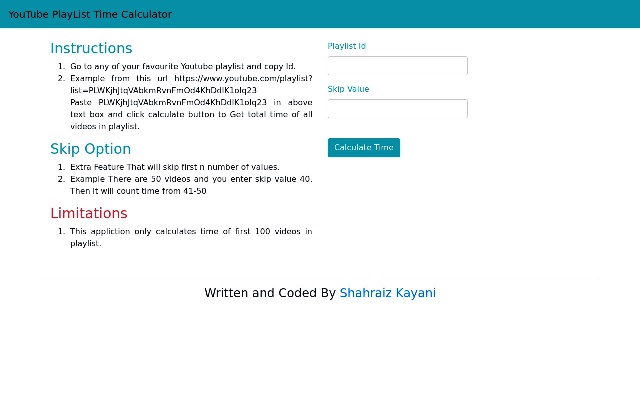 YouTube PlayList Time Calculator
Instructions
1. Go to any of your favourite Youtube playlist and copy Id.
2. Example from this url https://www.youtube.com/playlist?
list=PLWKjhJtqVAbkmRvnFmOd4KhDdlK1oIq23
Paste PLWKjhJtqVAbkmRvnFmOd4KhDdlK1oIq23 in above
text box and click calculate button to Get total time of all
videos in playlist.
Skip Option
1. Extra Feature That will skip first n number of values.
2. Example There are 50 videos and you enter skip value 40.
Then it will count time from 41-50
Limitations
1. This appliction only calculates time of first 100 videos in
playlist.
Playlist Id
Skip Value
Calculate Time
Written and Coded By Shahraiz Kayani